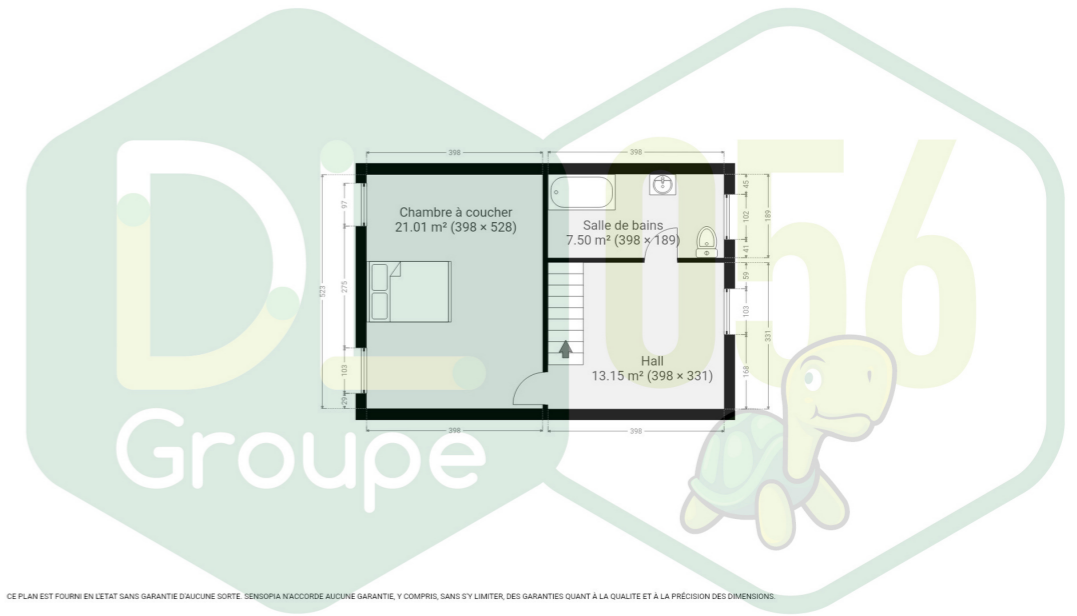 398
398
Chambre à coucher
21.01 m² (398 × 528)
Salle de bains
7.50 m² (398 × 189)
Hall
13.15 m² (398 × 331)
97
275
523
103
29
45
102
189
41
59
103
331
168
398
398
DL
Groupe
056
CE PLAN EST FOURNI EN L'ETAT SANS GARANTIE D'AUCUNE SORTE. SENSOPIA N'ACCORDE AUCUNE GARANTIE, Y COMPRIS, SANS S'Y LIMITER, DES GARANTIES QUANT À LA QUALITE ET À LA PRÉCISION DES DIMENSIONS.